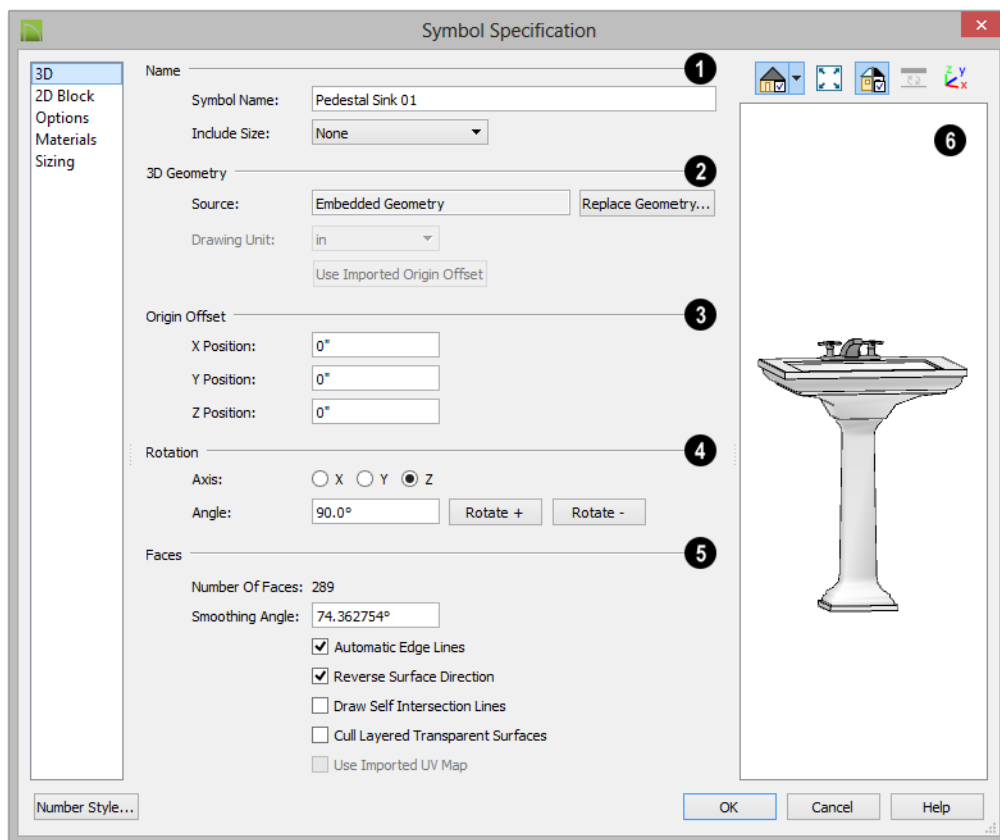 Symbol Specification
3D
2D Block
Options
Materials
Sizing
Name
1
Symbol Name: Pedestal Sink 01
Include Size: None
3D Geometry
2
Source: Embedded Geometry Replace Geometry...
Drawing Unit: in
Use Imported Origin Offset
Origin Offset
3
X Position: 0"
Y Position: 0"
Z Position: 0"
Rotation
4
Axis: X Y Z
Angle: 90.0° Rotate + Rotate -
Faces
5
Number Of Faces: 289
Smoothing Angle: 74.362754°
Automatic Edge Lines
Reverse Surface Direction
Draw Self Intersection Lines
Cull Layered Transparent Surfaces
Use Imported UV Map
z y x
6
Number Style... OK Cancel Help